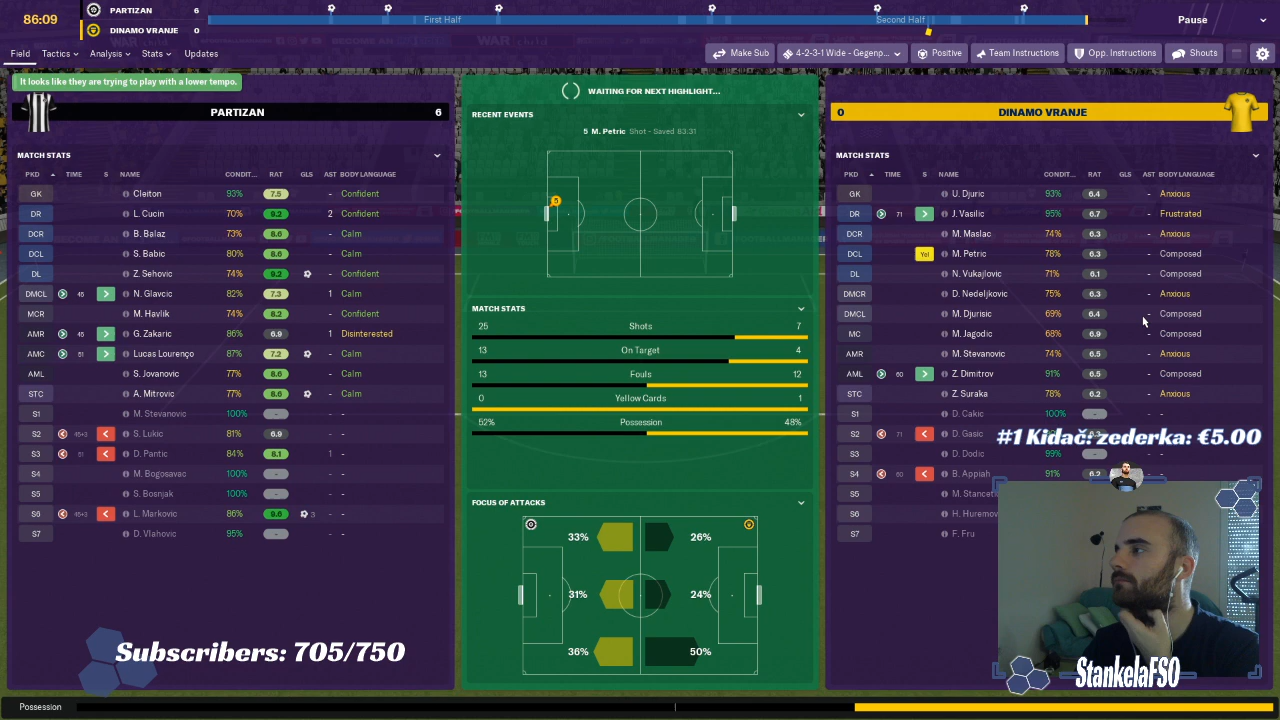 86:09
PARTIZAN 6
DINAMO VRANJE 0
First Half
Second Half
Pause
Field Tactics Analysis Stats Updates
Make Sub
4-2-3-1 Wide - Gegenp...
Positive
Team Instructions
Opp. Instructions
Shouts
It looks like they are trying to play with a lower tempo.
PARTIZAN 6
MATCH STATS
PKD TIME S NAME CONDIT... RAT GLS AST BODY LANGUAGE
GK Cleiton 93% 7.5 - Confident
DR L. Cucin 70% 9.2 2 Confident
DCR B. Balaz 73% 8.6 - Calm
DCL S. Babic 80% 8.6 - Calm
DL Z. Sehovic 74% 9.2 - Confident
DMCL 45 N. Glavcic 82% 7.3 1 Calm
MCR M. Havlik 74% 8.2 - Confident
AMR 45 G. Zakaric 86% 6.9 1 Disinterested
AMC 51 Lucas Lourenço 87% 7.2 - Calm
AML S. Jovanovic 77% 8.6 - Calm
STC A. Mitrovic 77% 8.6 - Calm
S1 M. Stevanovic 100% - - -
S2 45+3 S. Lukic 81% 6.9 - -
S3 51 D. Pantic 84% 8.1 1 -
S4 M. Bogosavac 100% - - -
S5 S. Bosnjak 100% - - -
S6 45+3 L. Markovic 86% 9.6 3 - -
S7 D. Vlahovic 95% - - -
WAITING FOR NEXT HIGHLIGHT...
RECENT EVENTS
5 M. Petric Shot - Saved 83:31
5
MATCH STATS
25 Shots 7
13 On Target 4
13 Fouls 12
0 Yellow Cards 1
52% Possession 48%
FOCUS OF ATTACKS
33% 26%
31% 24%
36% 50%
0 DINAMO VRANJE
MATCH STATS
PKD TIME S NAME CONDIT... RAT GLS AST BODY LANGUAGE
GK U. Djuric 93% 6.4 - Anxious
DR 71 J. Vasilic 95% 6.7 - Frustrated
DCR M. Maslac 74% 6.3 - Anxious
DCL Yel M. Petric 78% 6.3 - Composed
DL N. Vukajlovic 71% 6.1 - Composed
DMCR D. Nedeljkovic 75% 6.3 - Anxious
DMCL M. Djurisic 69% 6.4 - Composed
MC M. Jagodic 68% 6.9 - Composed
AMR M. Stevanovic 74% 6.5 - Anxious
AML 60 Z. Dimitrov 91% 6.5 - Composed
STC Z. Suraka 78% 6.2 - Anxious
S1 D. Cakic 100% - - -
S2 71 D. Gasic
#1 Kidač: zederka: €5.00
S3 D. Dodic 99% - - -
S4 60 B. Appiah 91% 6.2 - -
S5
S6
S7 F. Fru
Subscribers: 705/750
StankelaFSO
Possession